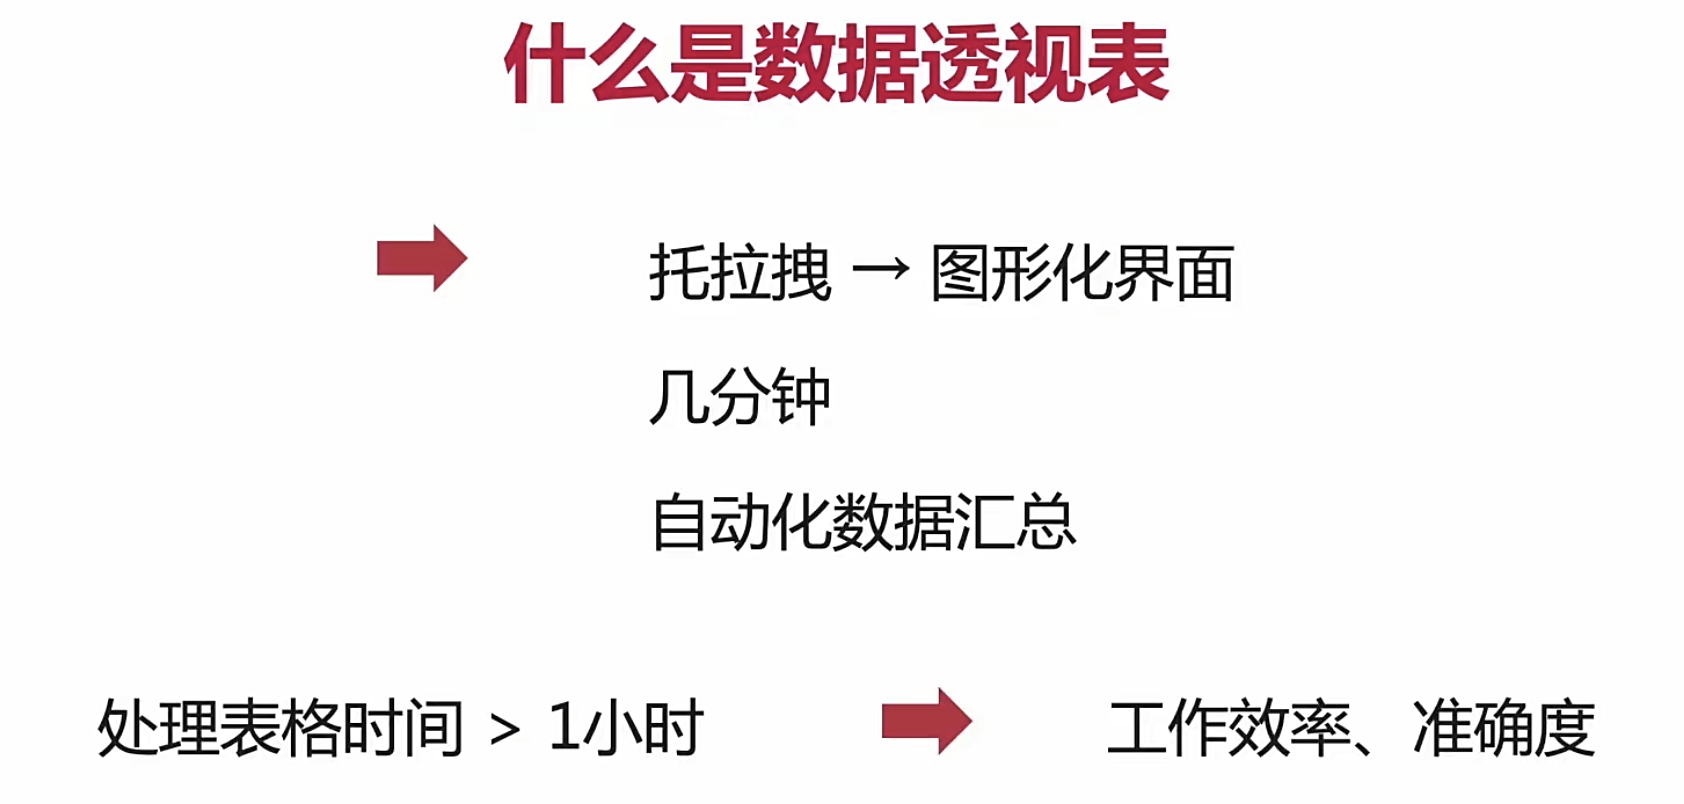 什么是数据透视表
托拉拽 → 图形化界面
几分钟
自动化数据汇总
处理表格时间 > 1小时
工作效率、准确度